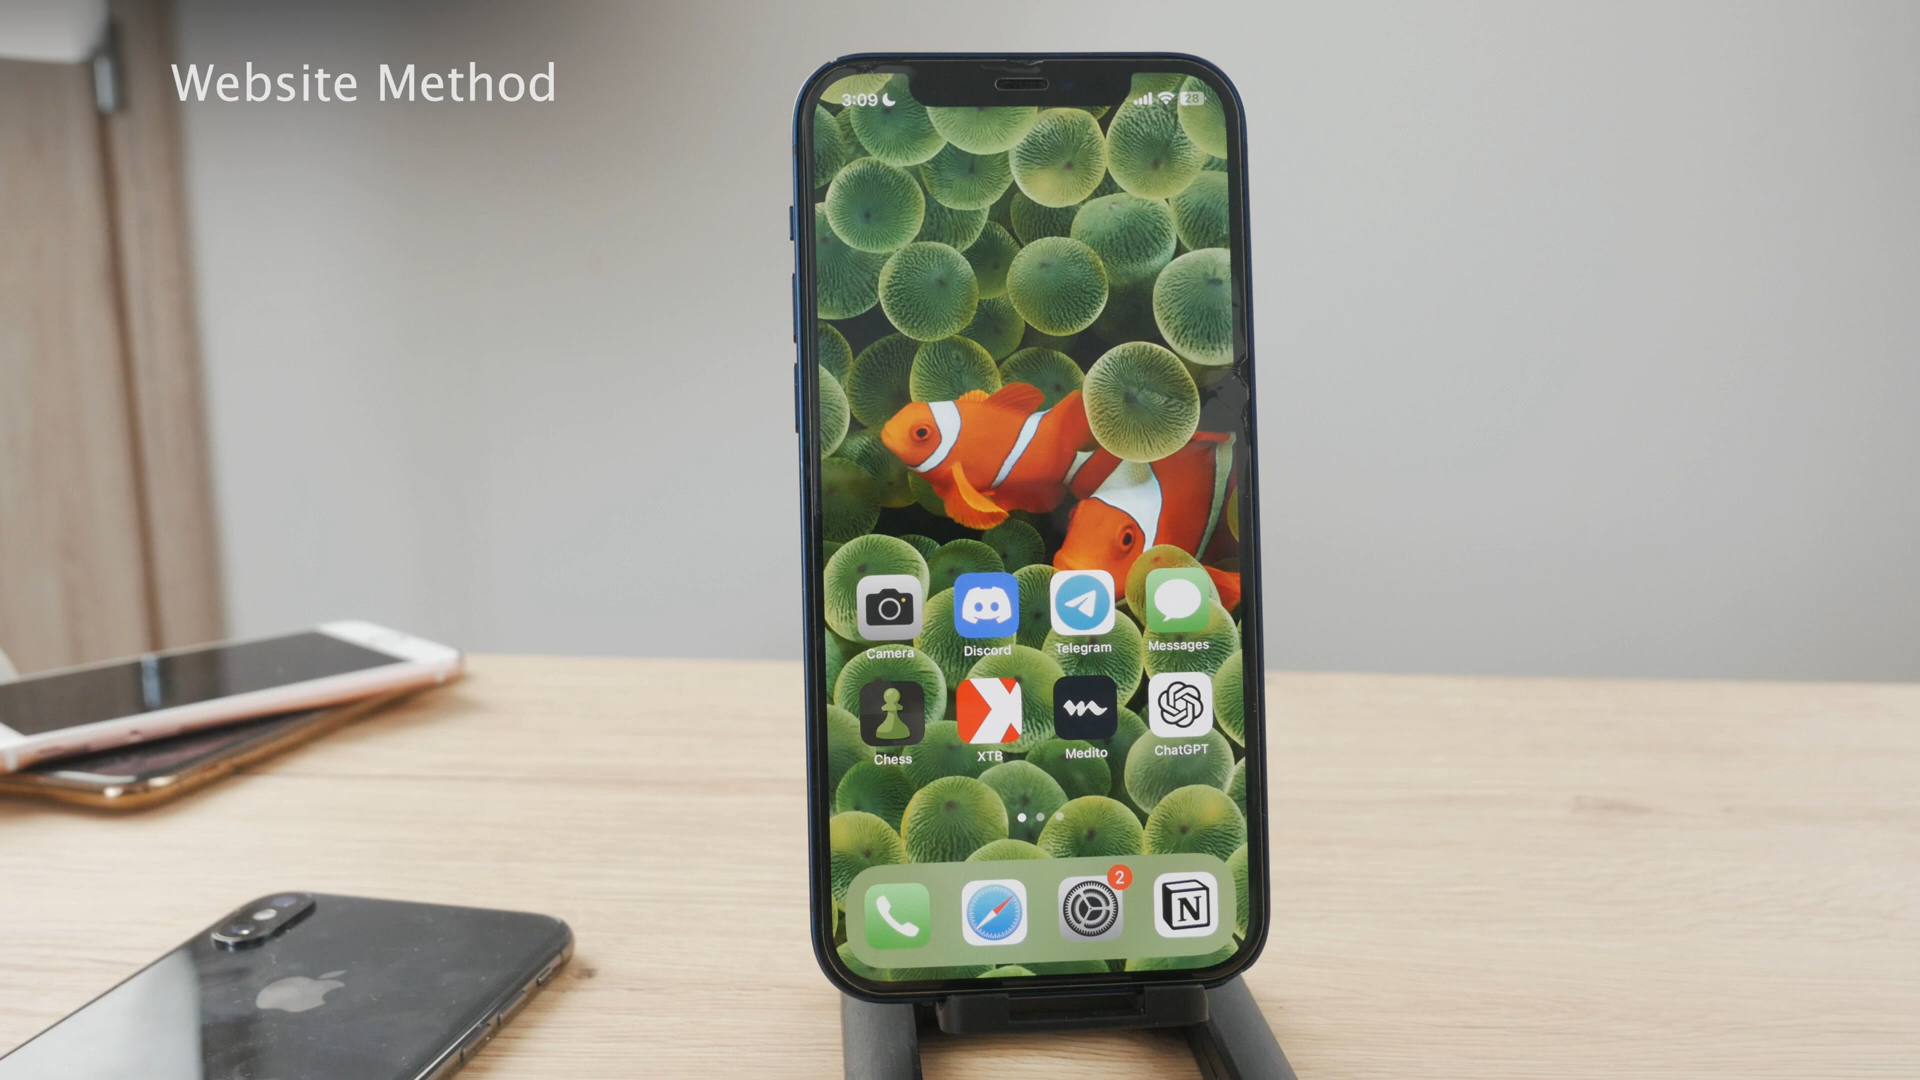 Website Method
3:09
28
Camera Discord Telegram Messages
Chess XTB Medito ChatGPT
2
N